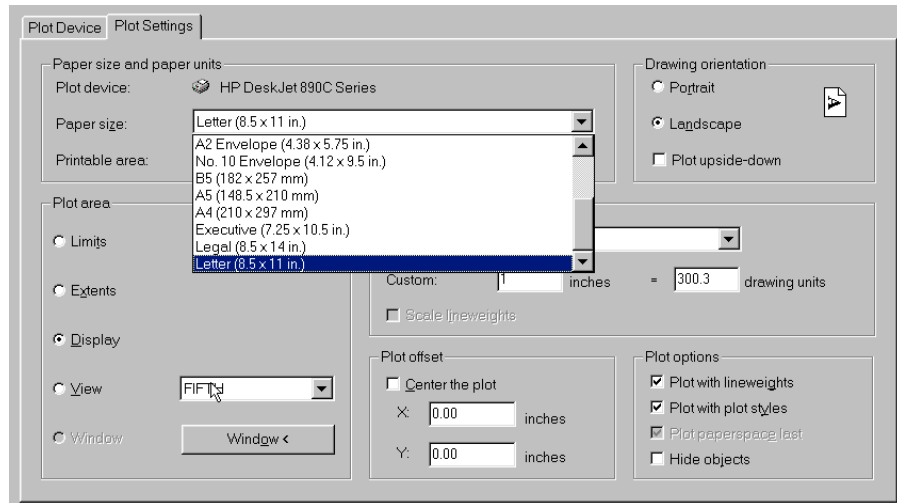 Plot Device Plot Settings
Paper size and paper units
Plot device: HP DeskJet 890C Series
Paper size: Letter (8.5 x 11 in.)
Printable area:
A2 Envelope (4.38 x 5.75 in.)
No. 10 Envelope (4.12 x 9.5 in.)
B5 (182 x 257 mm)
A5 (148.5 x 210 mm)
A4 (210 x 297 mm)
Executive (7.25 x 10.5 in.)
Legal (8.5 x 14 in.)
Letter (8.5 x 11 in.)
Drawing orientation
Portrait
A
Landscape
Plot upside-down
Plot area
Limits
Extents
Display
View
Window Window <
Custom: 1 inches = 300.3 drawing units
Scale lineweights
Plot offset
Center the plot
X: 0.00 inches
Y: 0.00 inches
Plot options
Plot with lineweights
Plot with plot styles
Plot paperspace last
Hide objects